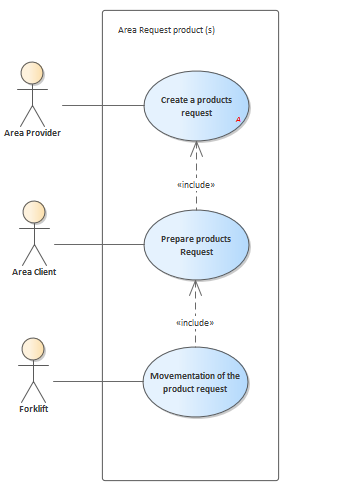 Area Request product (s)
Create a products
request
A
Area Provider
«include»
Prepare products
Request
Area Client
«include»
Movementation of the
product request
Forklift